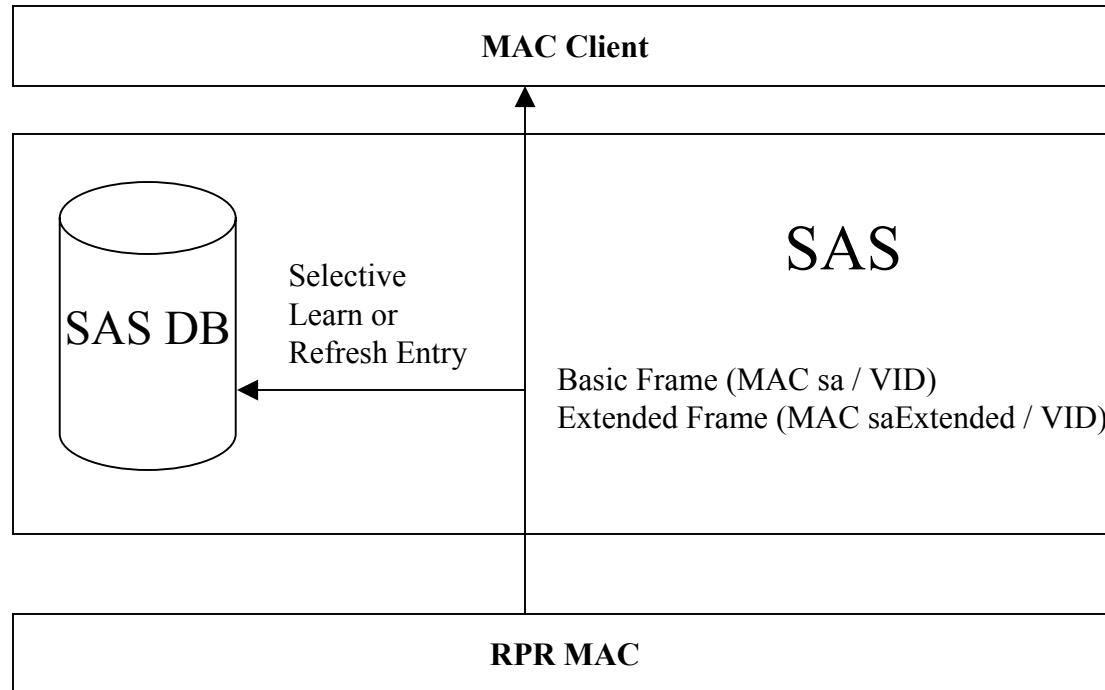 MAC Client
SAS
SAS DB
Selective
Learn or
Refresh Entry
Basic Frame (MAC sa / VID)
Extended Frame (MAC saExtended / VID)
RPR MAC